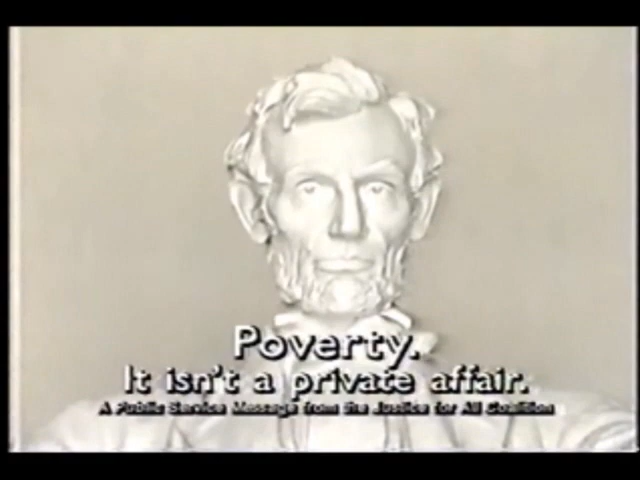 Poverty.
It isn't a private affair.
A Public Service Message from the Justice for All Coalition